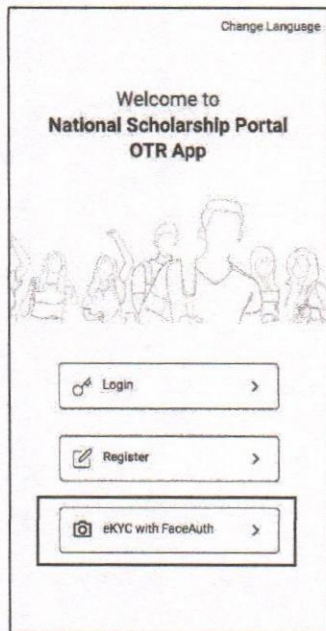 Change Language
Welcome to
National Scholarship Portal
OTR App
Login
Register
eKYC with FaceAuth